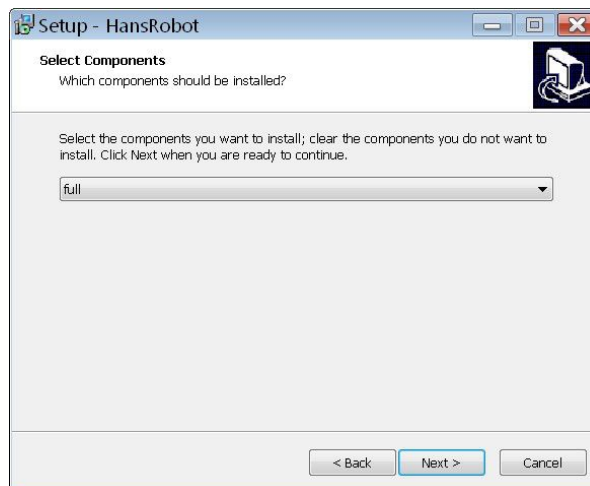 Setup - HansRobot
Select Components
Which components should be installed?
Select the components you want to install; clear the components you do not want to
install. Click Next when you are ready to continue.
full
< Back Next > Cancel